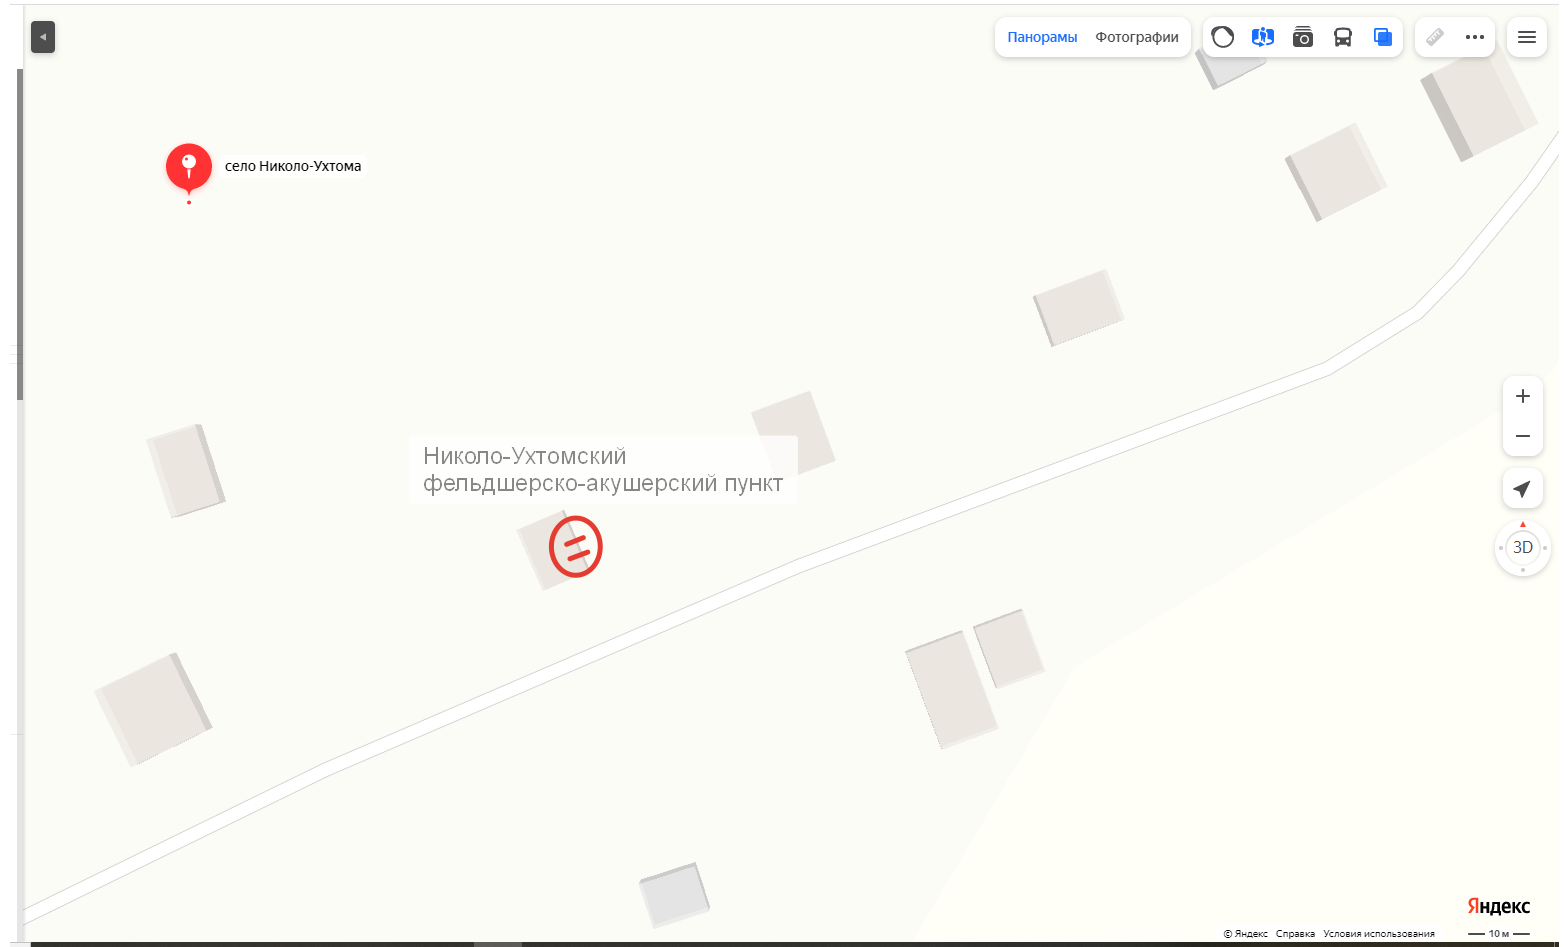 Панорамы Фотографии
село Николо-Ухтома
Николо-Ухтомский
фельдшерско-акушерский пункт
3D
Яндекс
© Яндекс Справка Условия использования
10 м